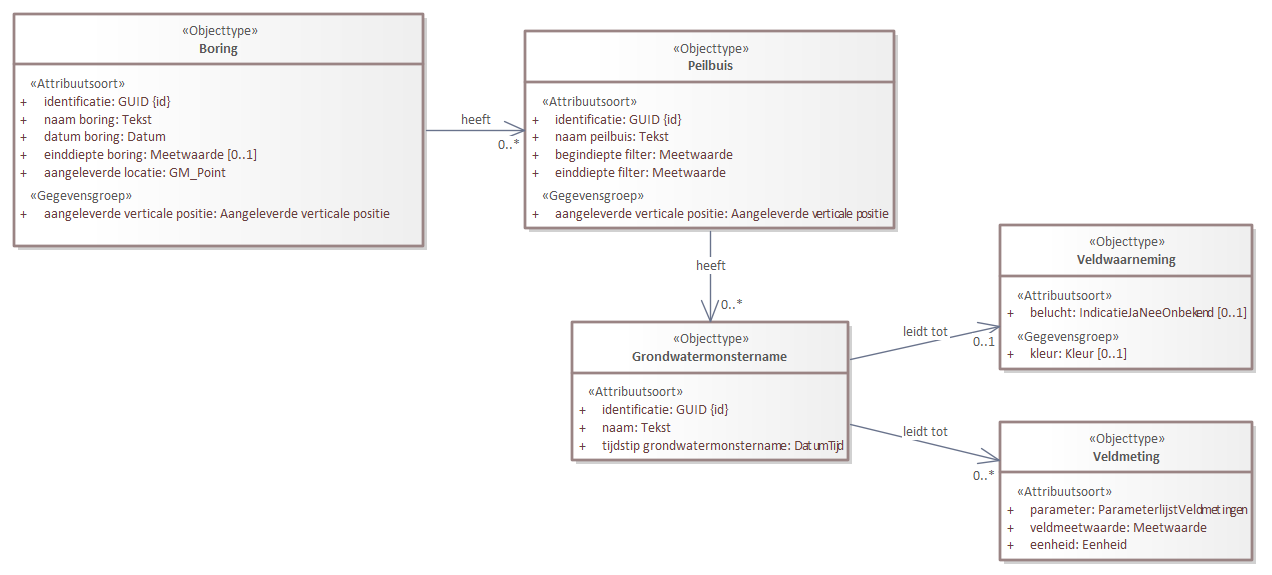 «Objecttype»
Boring
«Attribuutsoort»
+ identificatie: GUID {id}
+ naam boring: Tekst
+ datum boring: Datum
+ einddiepte boring: Meetwaarde [0..1]
+ aangeleverde locatie: GM_Point
«Gegevensgroep»
+ aangeleverde verticale positie: Aangeleverde verticale positie
heeft
0..*
«Objecttype»
Peilbuis
«Attribuutsoort»
+ identificatie: GUID {id}
+ naam peilbuis: Tekst
+ begindiepte filter: Meetwaarde
+ einddiepte filter: Meetwaarde
«Gegevensgroep»
+ aangeleverde verticale positie: Aangeleverde verticale positie
heeft
0..*
«Objecttype»
Grondwatermonstername
«Attribuutsoort»
+ identificatie: GUID {id}
+ naam: Tekst
+ tijdstip grondwatermonstername: DatumTijd
leidt tot
0..1
«Objecttype»
Veldwaarneming
«Attribuutsoort»
+ belucht: IndicatieJaNeeOnbekend [0..1]
«Gegevensgroep»
+ kleur: Kleur [0..1]
leidt tot
0..*
«Objecttype»
Veldmeting
«Attribuutsoort»
+ parameter: ParameterlijstVeldmetingen
+ veldmeetwaarde: Meetwaarde
+ eenheid: Eenheid